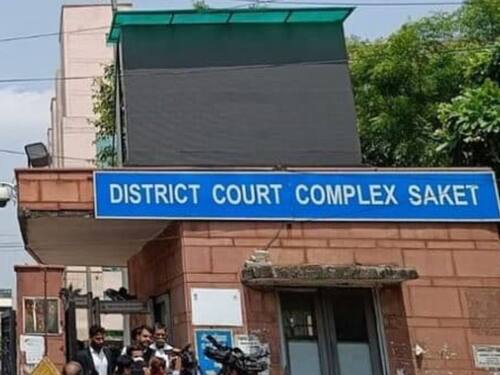 DISTRICT COURT COMPLEX SAKET